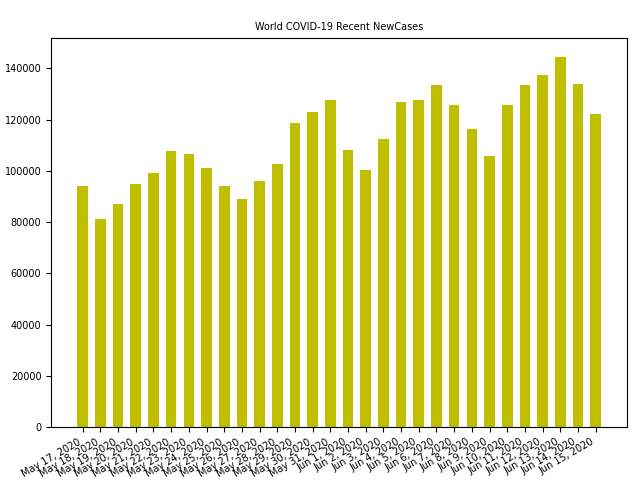 World COVID-19 Recent NewCases
140000
120000
100000
80000
60000
40000
20000
0
May 17, 2020
May 18, 2020
May 19, 2020
May 20, 2020
May 21, 2020
May 22, 2020
May 23, 2020
May 24, 2020
May 25, 2020
May 26, 2020
May 27, 2020
May 28, 2020
May 29, 2020
May 30, 2020
May 31, 2020
Jun 1, 2020
Jun 2, 2020
Jun 3, 2020
Jun 4, 2020
Jun 5, 2020
Jun 6, 2020
Jun 7, 2020
Jun 8, 2020
Jun 9, 2020
Jun 10, 2020
Jun 11, 2020
Jun 12, 2020
Jun 13, 2020
Jun 14, 2020
Jun 15, 2020